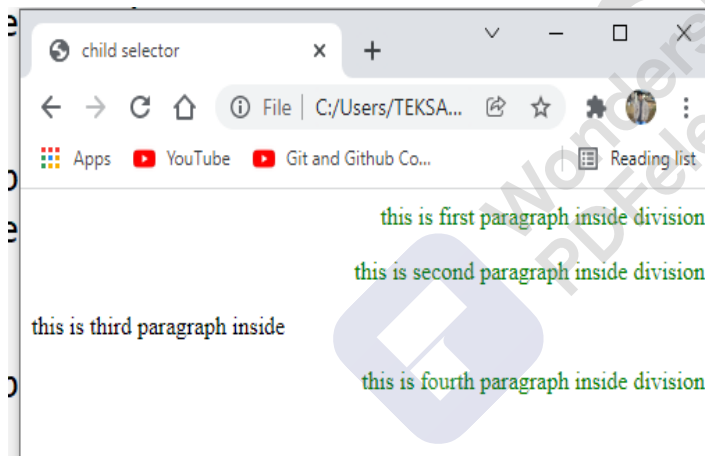 child selector
File C:/Users/TEKSA...
Apps YouTube Git and Github Co... Reading list
this is first paragraph inside division
this is second paragraph inside division
this is third paragraph inside
this is fourth paragraph inside division